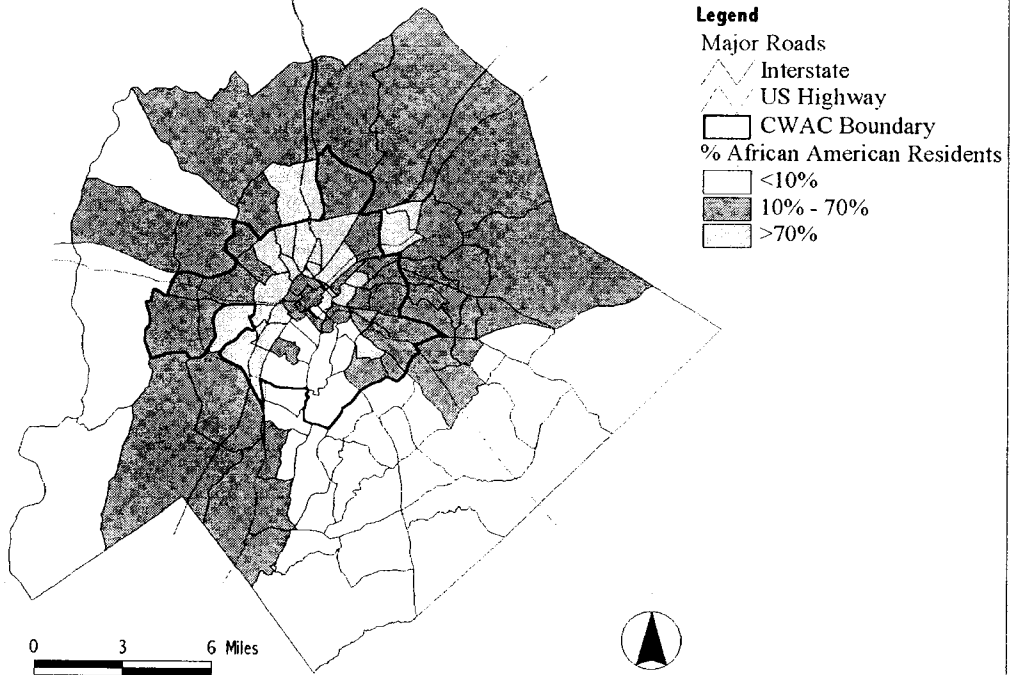 Legend
Major Roads
Interstate
US Highway
CWAC Boundary
% African American Residents
<10%
10% - 70%
>70%
0 3 6 Miles